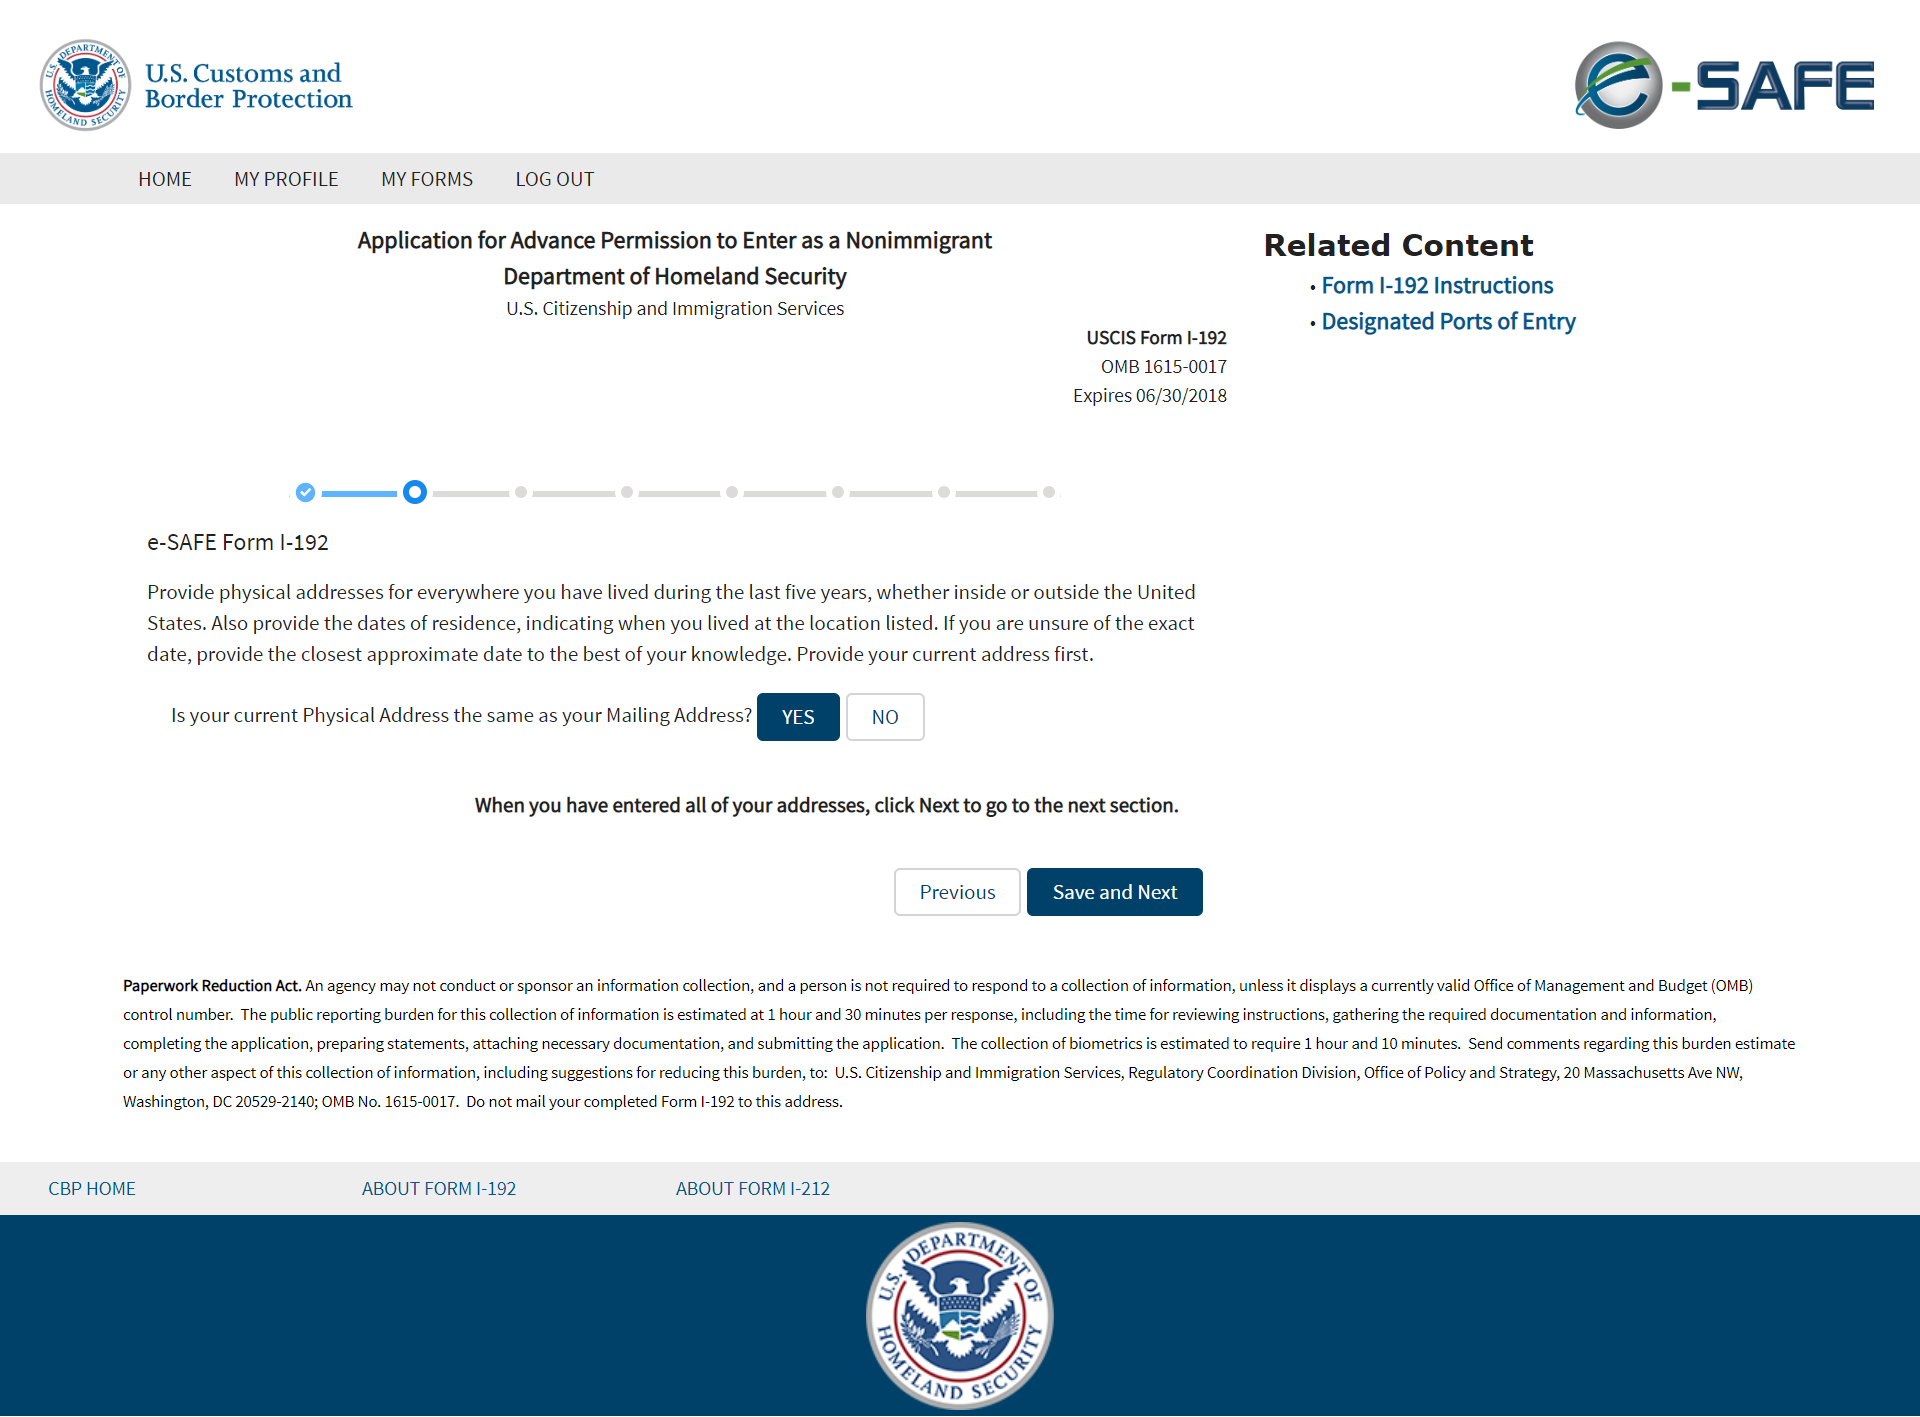 U.S. DEPARTMENT OF HOMELAND SECURITY
U.S. Customs and
Border Protection
e-SAFE
HOME MY PROFILE MY FORMS LOG OUT
Application for Advance Permission to Enter as a Nonimmigrant
Department of Homeland Security
U.S. Citizenship and Immigration Services
USCIS Form I-192
OMB 1615-0017
Expires 06/30/2018
Related Content
• Form I-192 Instructions
• Designated Ports of Entry
e-SAFE Form I-192
Provide physical addresses for everywhere you have lived during the last five years, whether inside or outside the United
States. Also provide the dates of residence, indicating when you lived at the location listed. If you are unsure of the exact
date, provide the closest approximate date to the best of your knowledge. Provide your current address first.
Is your current Physical Address the same as your Mailing Address? YES NO
When you have entered all of your addresses, click Next to go to the next section.
Previous Save and Next
Paperwork Reduction Act. An agency may not conduct or sponsor an information collection, and a person is not required to respond to a collection of information, unless it displays a currently valid Office of Management and Budget (OMB)
control number. The public reporting burden for this collection of information is estimated at 1 hour and 30 minutes per response, including the time for reviewing instructions, gathering the required documentation and information,
completing the application, preparing statements, attaching necessary documentation, and submitting the application. The collection of biometrics is estimated to require 1 hour and 10 minutes. Send comments regarding this burden estimate
or any other aspect of this collection of information, including suggestions for reducing this burden, to: U.S. Citizenship and Immigration Services, Regulatory Coordination Division, Office of Policy and Strategy, 20 Massachusetts Ave NW,
Washington, DC 20529-2140; OMB No. 1615-0017. Do not mail your completed Form I-192 to this address.
CBP HOME ABOUT FORM I-192 ABOUT FORM I-212
U.S. DEPARTMENT OF HOMELAND SECURITY